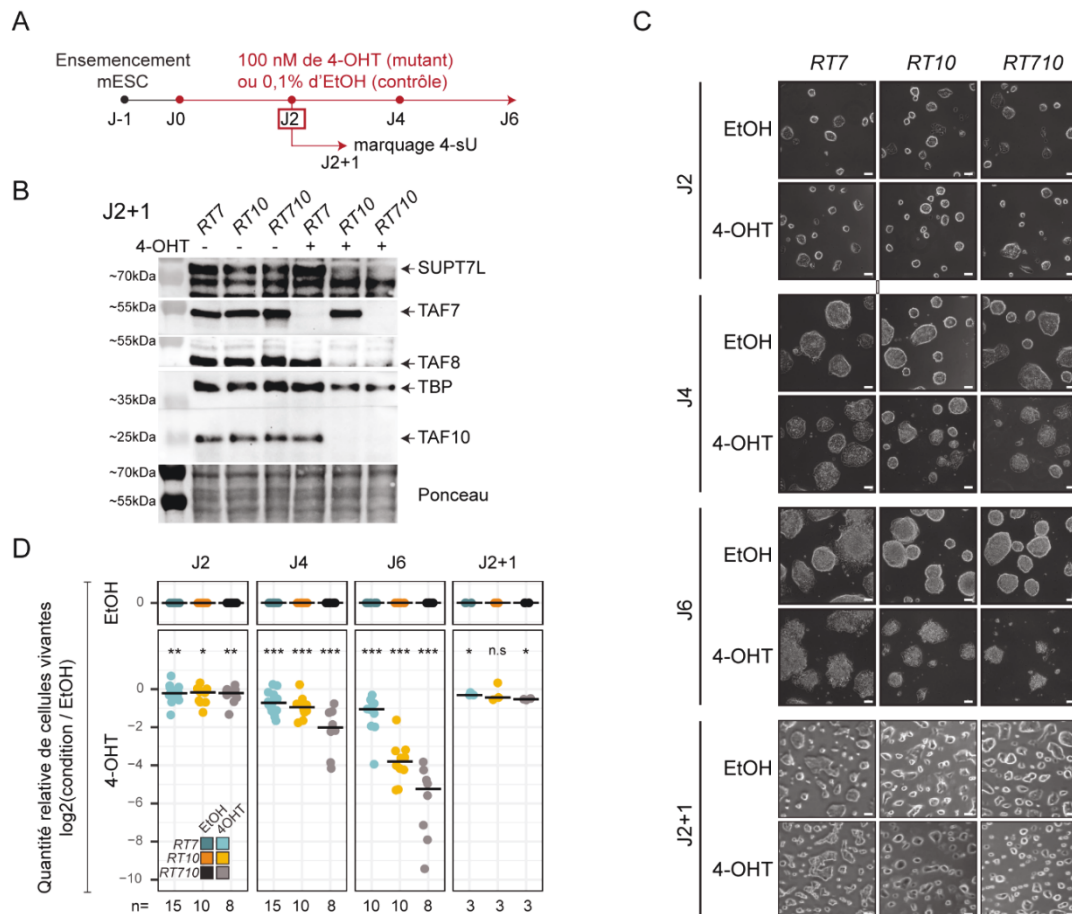 A
Ensemencement
mESC
100 nM de 4-OHT (mutant)
ou 0,1% d'EtOH (contrôle)
J-1 J0 J2 J4 J6
J2+1 marquage 4-sU
B
J2+1
RT7 RT10 RT710 RT7 RT10 RT710
4-OHT - - - + + +
~70kDa SUPT7L
~55kDa TAF7
~55kDa TAF8
TBP
~35kDa
~25kDa TAF10
~70kDa
~55kDa Ponceau
C
RT7 RT10 RT710
J2
EtOH
4-OHT
J4
EtOH
4-OHT
J6
EtOH
4-OHT
J2+1
EtOH
4-OHT
D
J2 J4 J6 J2+1
Quantité relative de cellules vivantes
log2(condition / EtOH)
EtOH
0
4-OHT
** * ** *** *** *** *** *** *** * n.s *
0
−2
−4
−6
−8
−10
EtOH 4OHT
RT7
RT10
RT710
n= 15 10 8 15 10 8 10 10 8 3 3 3